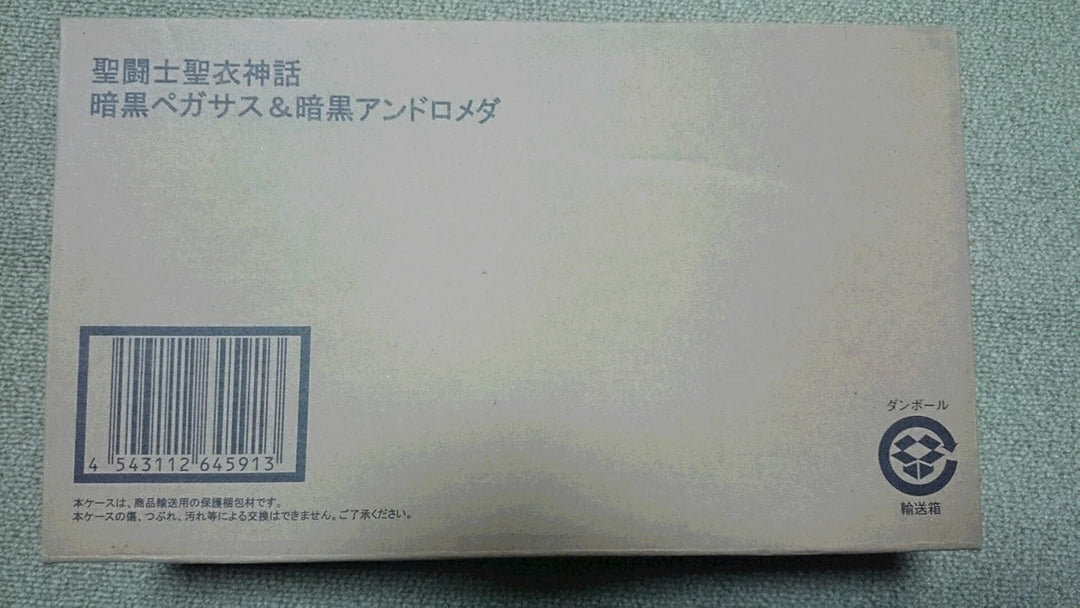 聖闘士聖衣神話
暗黒ペガサス&暗黒アンドロメダ
4 543112 645913
本ケースは、商品輸送用の保護梱包材です。
本ケースの傷、つぶれ、汚れ等による交換はできません。ご了承ください。
ダンボール
輸送箱